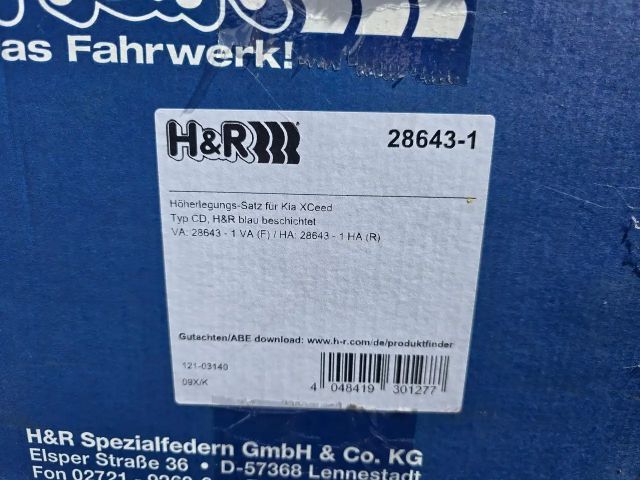 as Fahrwerk!
H&R
28643-1
Höherlegungs-Satz für Kia XCeed
Typ CD, H&R blau beschichtet
VA: 28643 - 1 VA (F) / HA: 28643 - 1 HA (R)
Gutachten/ABE download: www.h-r.com/de/produktfinder
121-03140
09X/K
4 048419 301277
H&R Spezialfedern GmbH & Co. KG
Elsper Straße 36 • D-57368 Lennestadt
Fon 02721